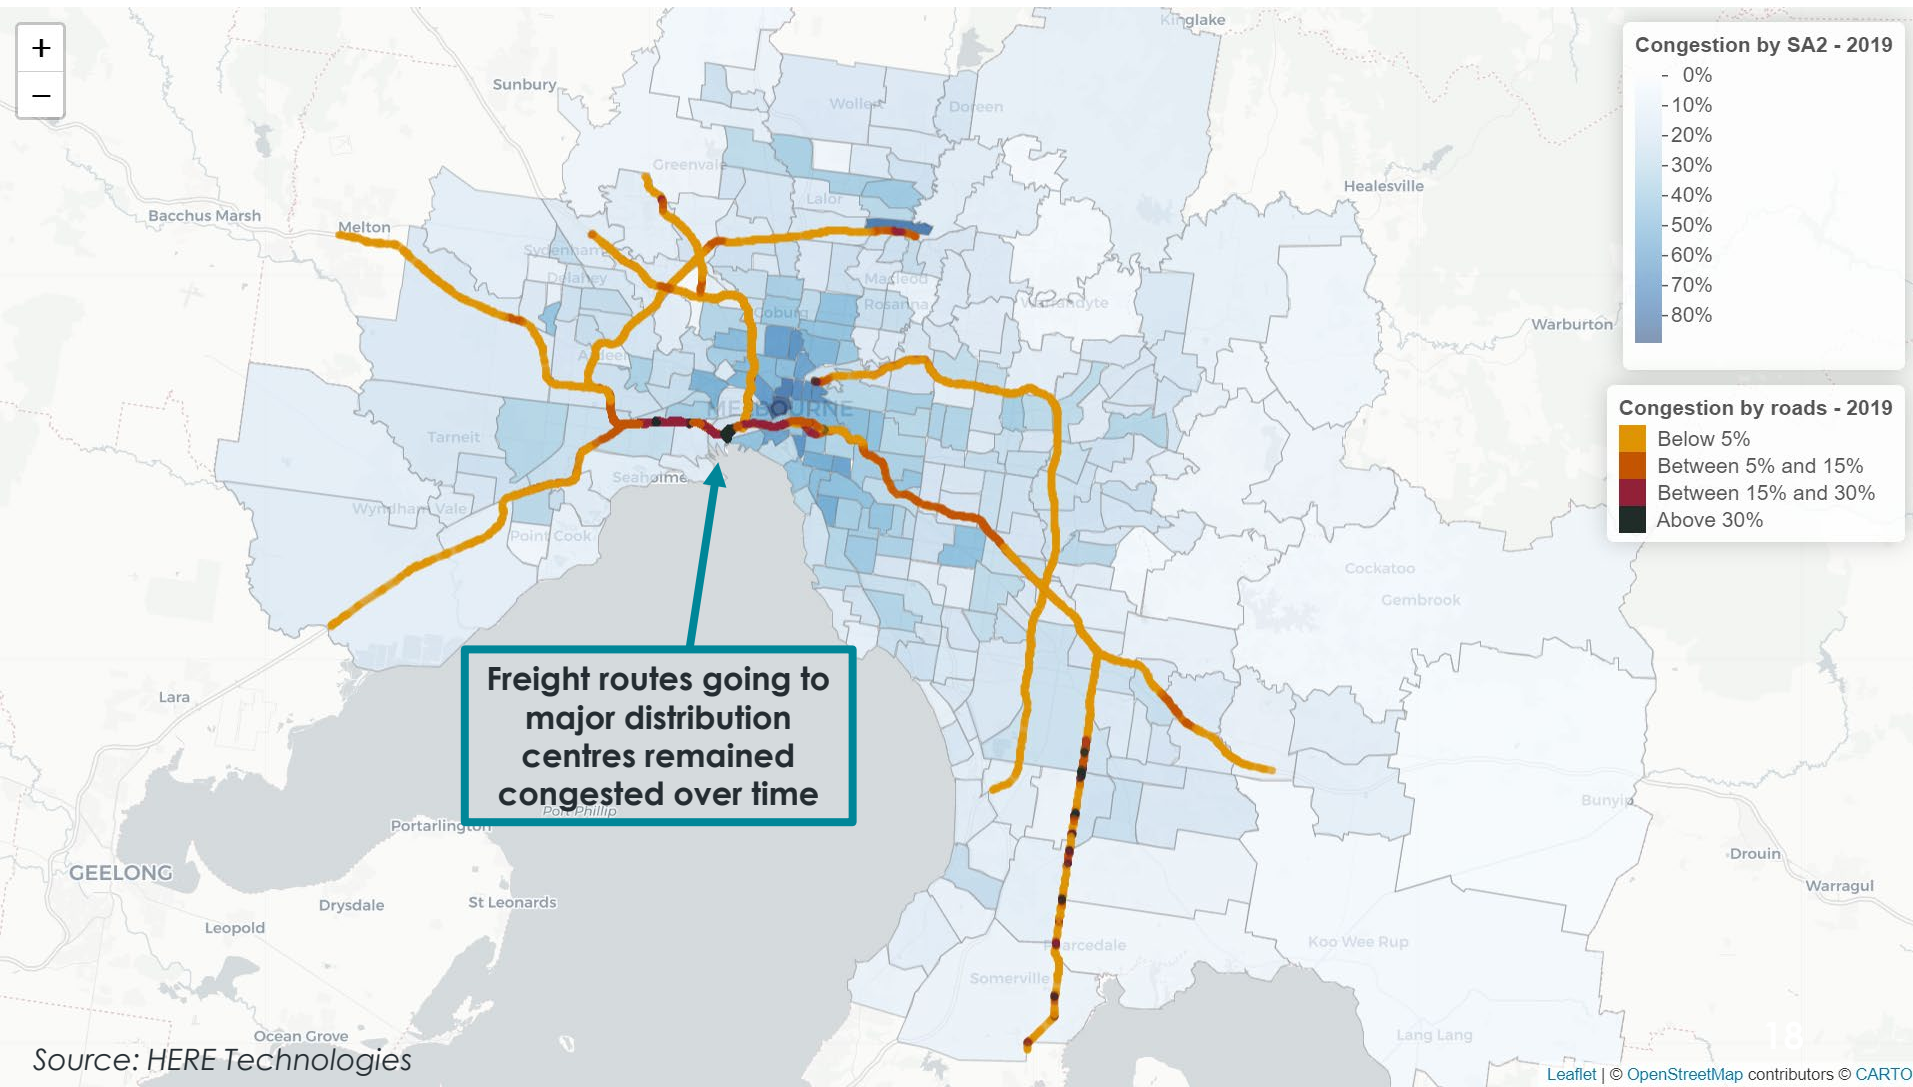 +
−
Kinglake
Sunbury
Doreen
Greenvale
Healesville
Lalor
Bacchus Marsh
Melton
Sydenham
Delahey
Macleod
Rosanna
Warrandyte
Coburg
Warburton
MELBOURNE
Tarneit
Seaholme
Wyndham Vale
Point Cook
Cockatoo
Gembrook
Lara
Freight routes going to
major distribution
centres remained
congested over time
Port Phillip
Portarlington
Bunyip
GEELONG
Drouin
Warragul
Drysdale
St Leonards
Leopold
Koo Wee Rup
Somerville
Ocean Grove
Lang Lang
18
Congestion by SA2 - 2019
0%
10%
20%
30%
40%
50%
60%
70%
80%
Congestion by roads - 2019
Below 5%
Between 5% and 15%
Between 15% and 30%
Above 30%
Source: HERE Technologies
Leaflet | © OpenStreetMap contributors © CARTO